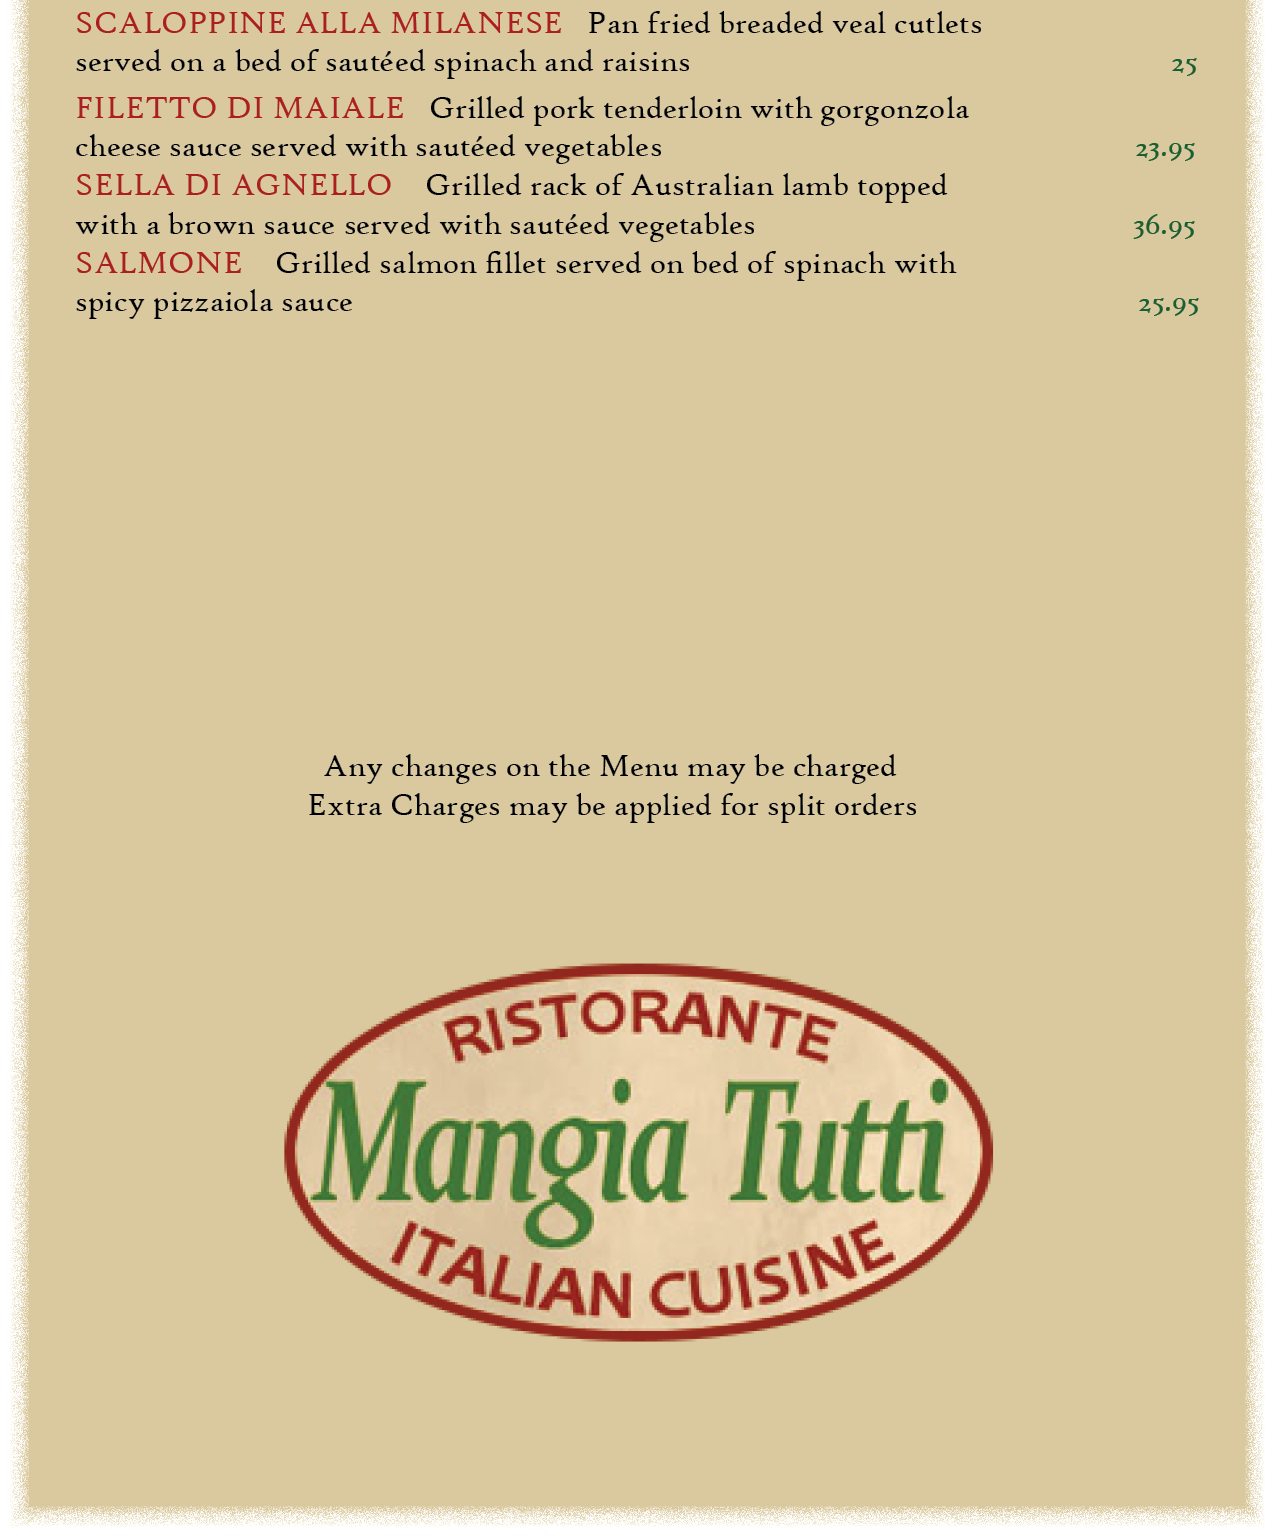 SCALOPPINE ALLA MILANESE Pan fried breaded veal cutlets
served on a bed of sautéed spinach and raisins 25
FILETTO DI MAIALE Grilled pork tenderloin with gorgonzola
cheese sauce served with sautéed vegetables 23.95
SELLA DI AGNELLO Grilled rack of Australian lamb topped
with a brown sauce served with sautéed vegetables 36.95
SALMONE Grilled salmon fillet served on bed of spinach with
spicy pizzaiola sauce 25.95
Any changes on the Menu may be charged
Extra Charges may be applied for split orders
RISTORANTE
Mangia Tutti
ITALIAN CUISINE